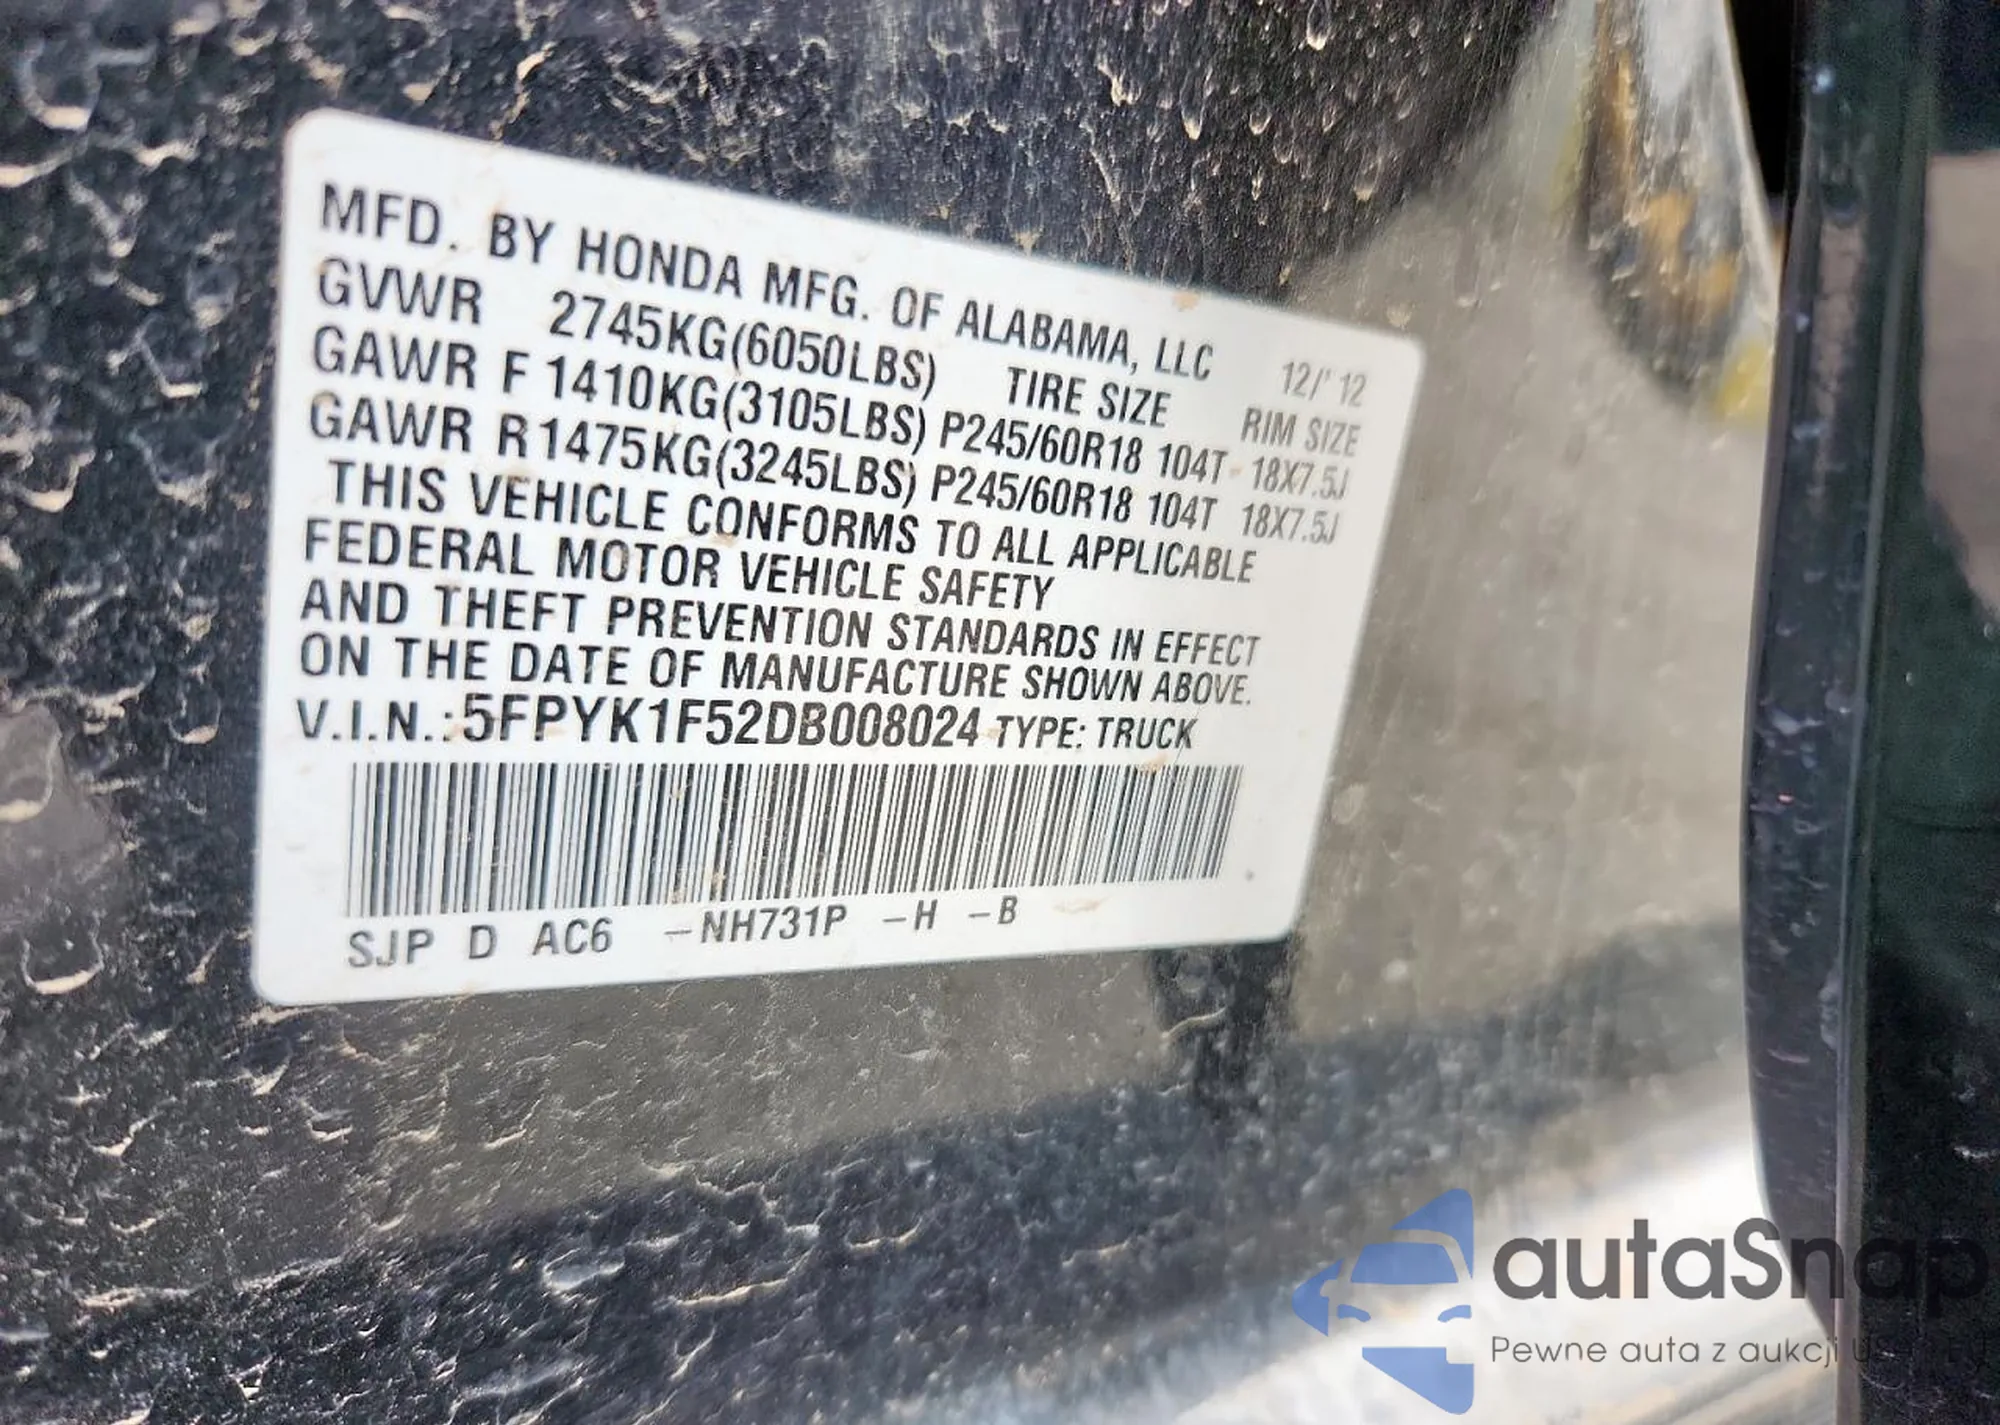 MFD. BY HONDA MFG. OF ALABAMA, LLC 12/'12
GVWR 2745KG(6050LBS) TIRE SIZE RIM SIZE
GAWR F 1410KG(3105LBS) P245/60R18 104T 18X7.5J
GAWR R 1475KG(3245LBS) P245/60R18 104T 18X7.5J
THIS VEHICLE CONFORMS TO ALL APPLICABLE
FEDERAL MOTOR VEHICLE SAFETY
AND THEFT PREVENTION STANDARDS IN EFFECT
ON THE DATE OF MANUFACTURE SHOWN ABOVE.
V.I.N.:5FPYK1F52DB008024 TYPE: TRUCK
SJP D AC6 -NH731P -H -B
autaSnap
Pewne auta z aukcji